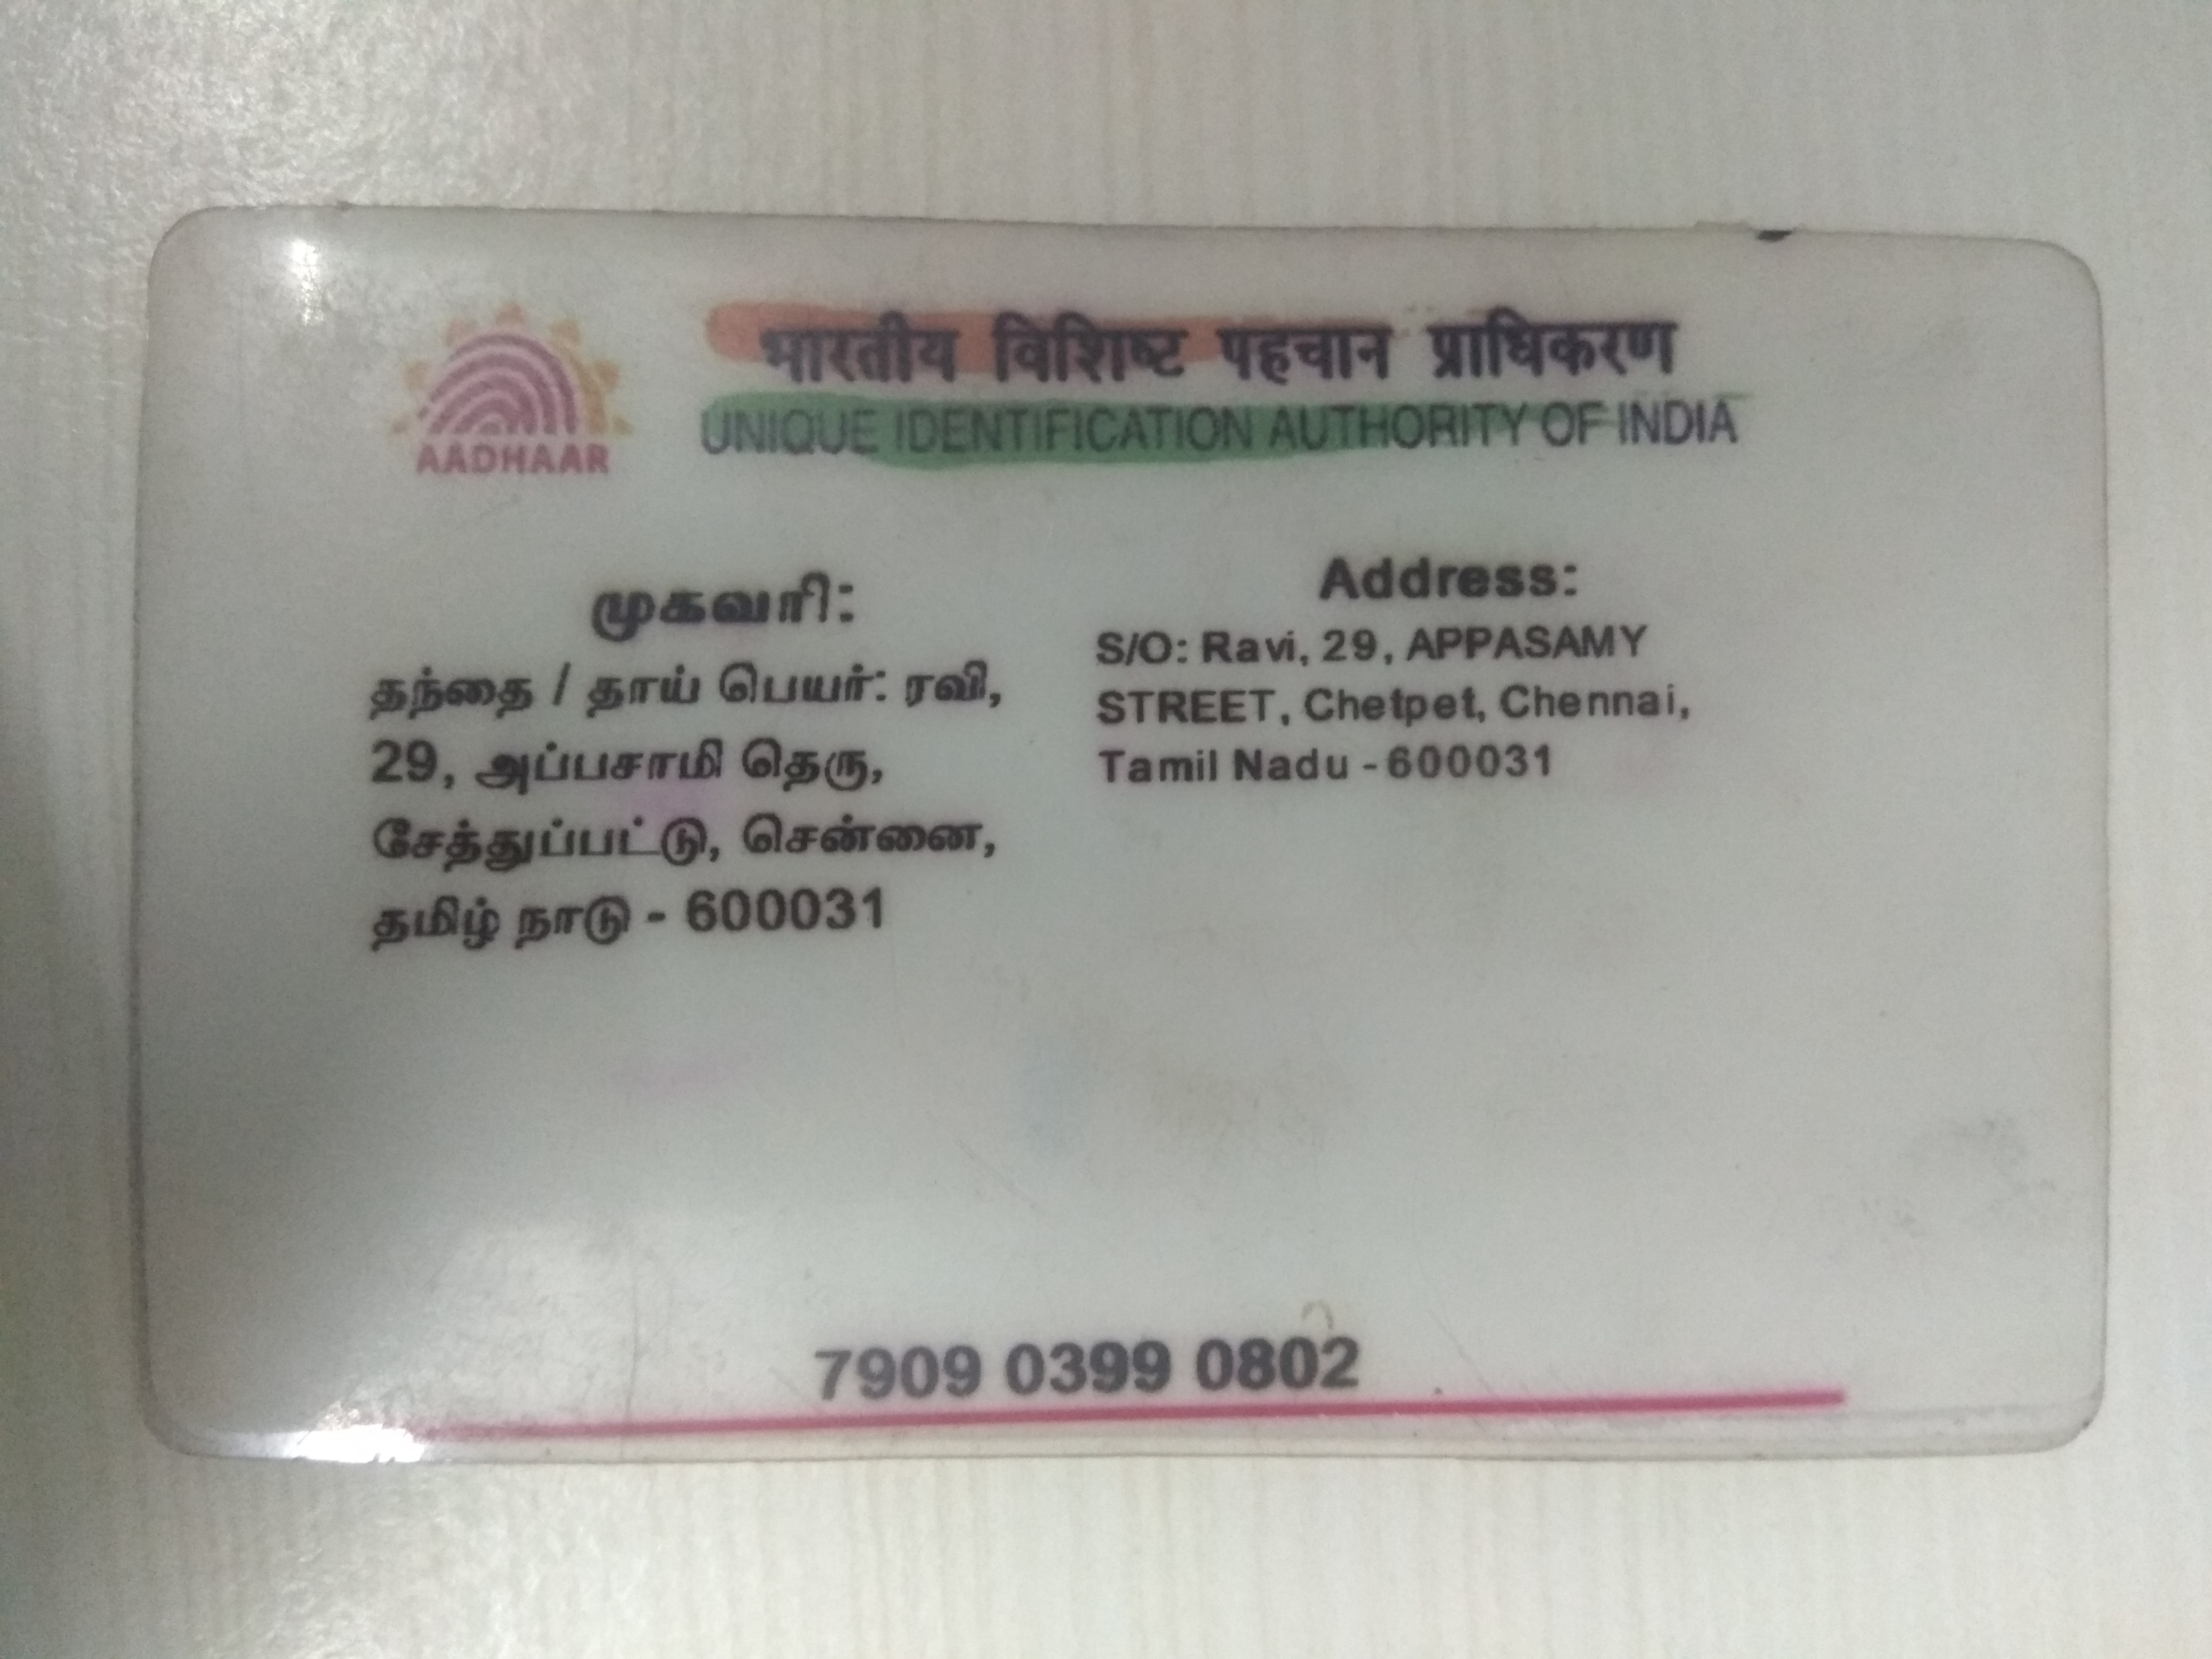 AADHAAR
भारतीय विशिष्ट पहचान प्राधिकरण
UNIQUE IDENTIFICATION AUTHORITY OF INDIA
முகவரி:
தந்தை / தாய் பெயர்: ரவி,
29, அப்பசாமி தெரு,
சேத்துப்பட்டு, சென்னை,
தமிழ் நாடு - 600031
Address:
S/O: Ravi, 29, APPASAMY
STREET, Chetpet, Chennai,
Tamil Nadu - 600031
7909 0399 0802